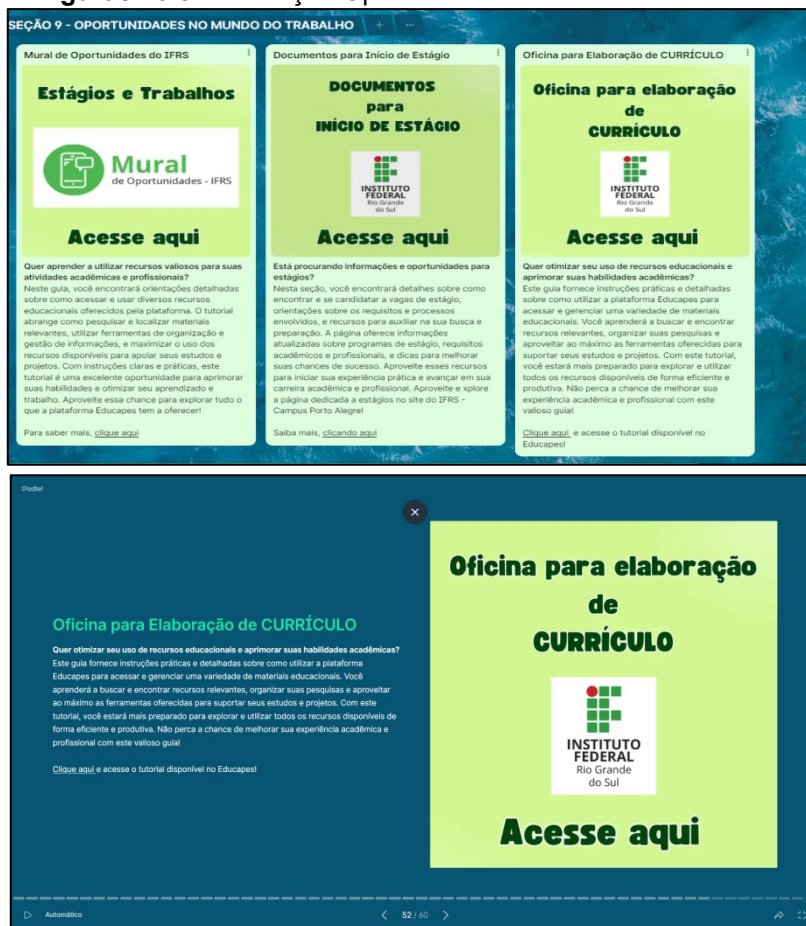 SEÇÃO 9 - OPORTUNIDADES NO MUNDO DO TRABALHO
Mural de Oportunidades do IFRS
Estágios e Trabalhos
Mural
de Oportunidades - IFRS
Acesse aqui
Quer aprender a utilizar recursos valiosos para suas
atividades acadêmicas e profissionais?
Neste guia, você encontrará orientações detalhadas
sobre como acessar e usar diversos recursos
educacionais oferecidos pela plataforma. O tutorial
abrange como pesquisar e localizar materiais
relevantes, utilizar ferramentas de organização e
gestão de informações, e maximizar o uso dos
recursos disponíveis para apoiar seus estudos e
projetos. Com instruções claras e práticas, este
tutorial é uma excelente oportunidade para aprimorar
suas habilidades e otimizar seu aprendizado e
trabalho. Aproveite essa chance para explorar tudo o
que a plataforma Educapes tem a oferecer!
Para saber mais, clique aqui
Documentos para Início de Estágio
DOCUMENTOS
para
INÍCIO DE ESTÁGIO
INSTITUTO
FEDERAL
Rio Grande
do Sul
Acesse aqui
Está procurando informações e oportunidades para
estágios?
Nesta seção, você encontrará detalhes sobre como
encontrar e se candidatar a vagas de estágio,
orientações sobre os requisitos e processos
envolvidos, e recursos para auxiliar na sua busca e
preparação. A página oferece informações
atualizadas sobre programas de estágio, requisitos
acadêmicos e profissionais, e dicas para melhorar
suas chances de sucesso. Aproveite esses recursos
para iniciar sua experiência prática e avançar em sua
carreira acadêmica e profissional. Aproveite e xplore
a página dedicada a estágios no site do IFRS -
Campus Porto Alegre!
Saiba mais, clicando aqui
Oficina para Elaboração de CURRÍCULO
Oficina para elaboração
de
CURRÍCULO
INSTITUTO
FEDERAL
Rio Grande
do Sul
Acesse aqui
Quer otimizar seu uso de recursos educacionais e
aprimorar suas habilidades acadêmicas?
Este guia fornece instruções práticas e detalhadas
sobre como utilizar a plataforma Educapes para
acessar e gerenciar uma variedade de materiais
educacionais. Você aprenderá a buscar e encontrar
recursos relevantes, organizar suas pesquisas e
aproveitar ao máximo as ferramentas oferecidas para
suportar seus estudos e projetos. Com este tutorial,
você estará mais preparado para explorar e utilizar
todos os recursos disponíveis de forma eficiente e
produtiva. Não perca a chance de melhorar sua
experiência acadêmica e profissional com este
valioso guia!
Clique aqui e acesse o tutorial disponível no
Educapes!
:Padlet
Oficina para Elaboração de CURRÍCULO
Quer otimizar seu uso de recursos educacionais e aprimorar suas habilidades acadêmicas?
Este guia fornece instruções práticas e detalhadas sobre como utilizar a plataforma
Educapes para acessar e gerenciar uma variedade de materiais educacionais. Você
aprenderá a buscar e encontrar recursos relevantes, organizar suas pesquisas e aproveitar
ao máximo as ferramentas oferecidas para suportar seus estudos e projetos. Com este
tutorial, você estará mais preparado para explorar e utilizar todos os recursos disponíveis de
forma eficiente e produtiva. Não perca a chance de melhorar sua experiência acadêmica e
profissional com este valioso guia!
Clique aqui e acesse o tutorial disponível no Educapes!
Oficina para elaboração
de
CURRÍCULO
INSTITUTO
FEDERAL
Rio Grande
do Sul
Acesse aqui
Automático
52 / 60